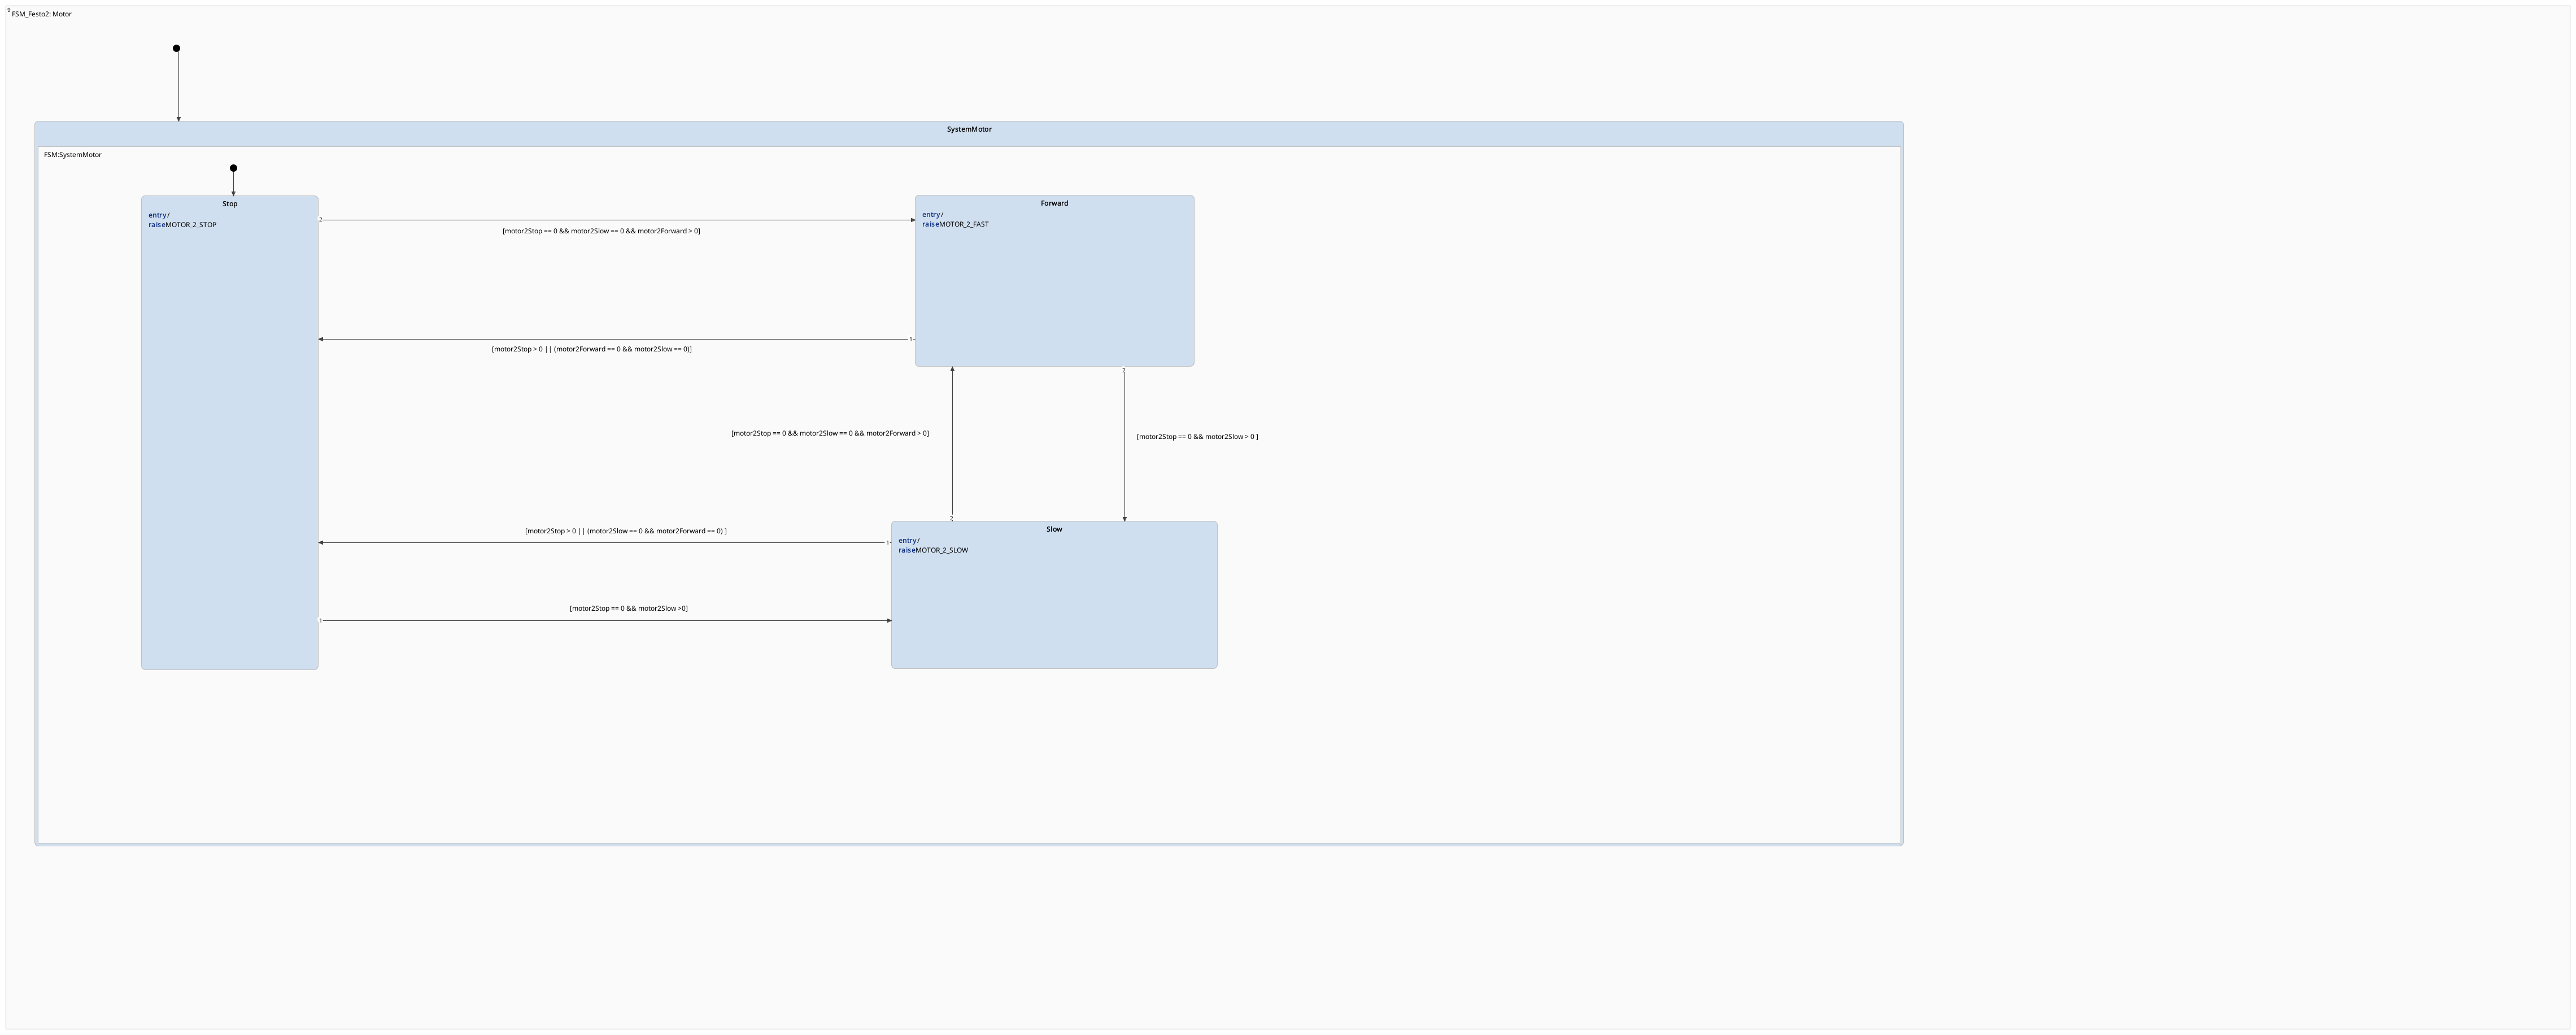 9
FSM_Festo2: Motor
SystemMotor
FSM:SystemMotor
Stop
entry /
raise MOTOR_2_STOP
Forward
entry /
raise MOTOR_2_FAST
2
[motor2Stop == 0 && motor2Slow == 0 && motor2Forward > 0]
1
[motor2Stop > 0 || (motor2Forward == 0 && motor2Slow == 0)]
2
[motor2Stop == 0 && motor2Slow == 0 && motor2Forward > 0]
[motor2Stop == 0 && motor2Slow > 0 ]
2
Slow
entry /
raise MOTOR_2_SLOW
[motor2Stop > 0 || (motor2Slow == 0 && motor2Forward == 0) ]
1
[motor2Stop == 0 && motor2Slow >0]
1